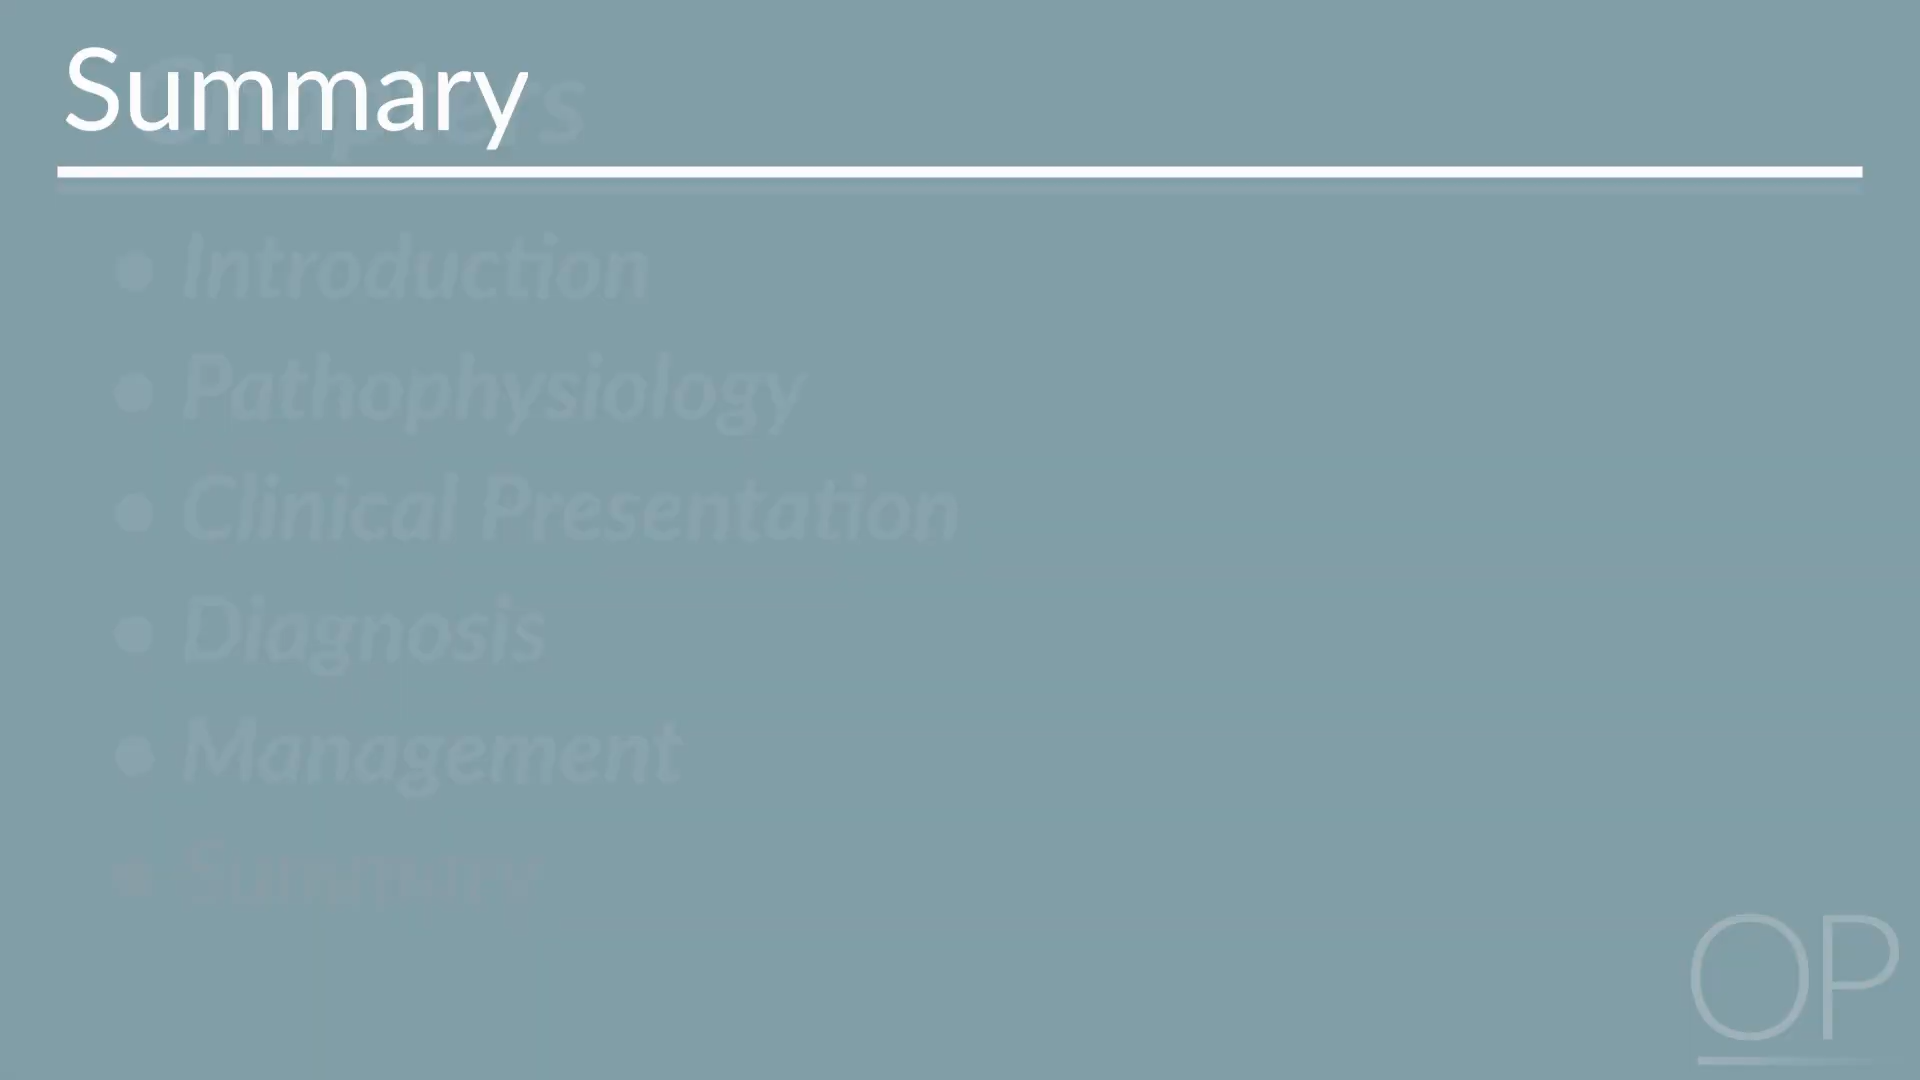 Summary
Chapters
• Introduction
• Pathophysiology
• Clinical Presentation
• Diagnosis
• Management
• Summary
OP